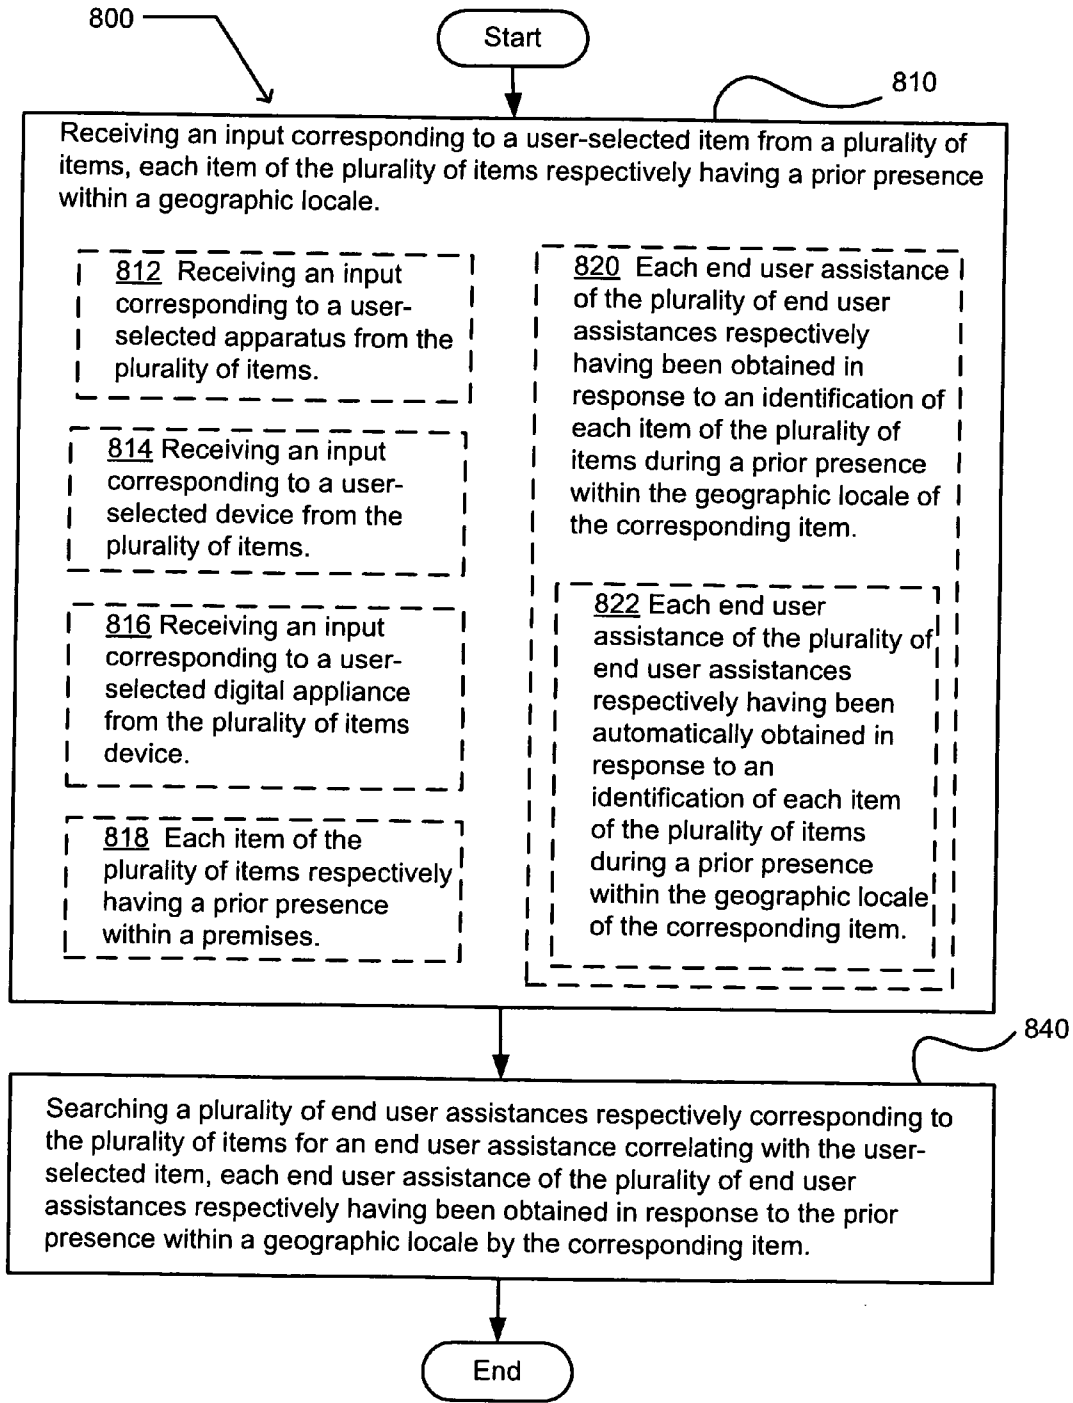 800
Start
810
Receiving an input corresponding to a user-selected item from a plurality of
items, each item of the plurality of items respectively having a prior presence
within a geographic locale.
812 Receiving an input
corresponding to a user-
selected apparatus from the
plurality of items.
814 Receiving an input
corresponding to a user-
selected device from the
plurality of items.
816 Receiving an input
corresponding to a user-
selected digital appliance
from the plurality of items
device.
818 Each item of the
plurality of items respectively
having a prior presence
within a premises.
820 Each end user assistance
of the plurality of end user
assistances respectively
having been obtained in
response to an identification of
each item of the plurality of
items during a prior presence
within the geographic locale of
the corresponding item.
822 Each end user
assistance of the plurality of
end user assistances
respectively having been
automatically obtained in
response to an
identification of each item
of the plurality of items
during a prior presence
within the geographic locale
of the corresponding item.
840
Searching a plurality of end user assistances respectively corresponding to
the plurality of items for an end user assistance correlating with the user-
selected item, each end user assistance of the plurality of end user
assistances respectively having been obtained in response to the prior
presence within a geographic locale by the corresponding item.
End